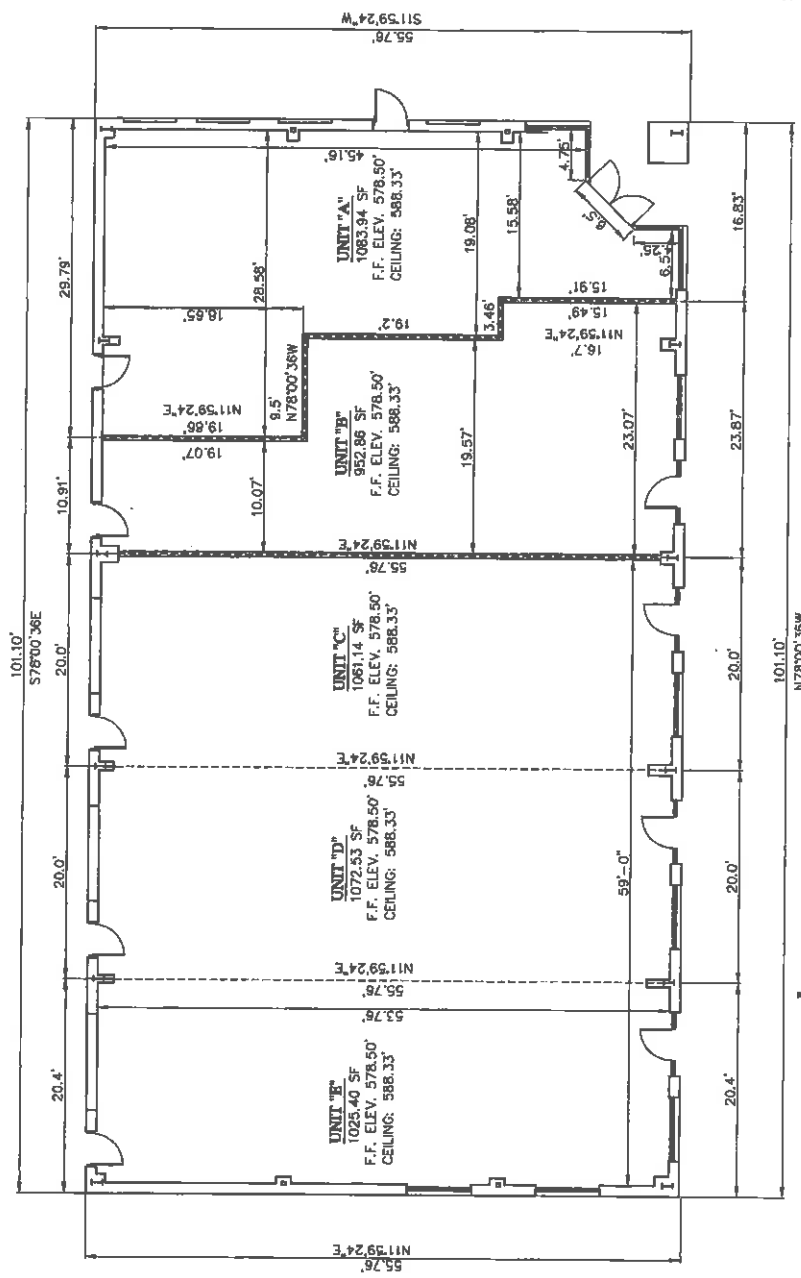 S11°59'24"W
55.76'
101.10'
S78°00'36E
29.79'
10.91'
20.0'
20.0'
20.4'
UNIT "A"
1083.94 SF
F.F. ELEV. 578.50'
CEILING: 588.33'
45.16'
28.58'
18.65'
19.08'
15.58'
4.75'
8.5'
4.25'
6.5'
15.91'
15.49'
N11°59'24"E
16.7'
3.46'
19.2'
9.5'
N78°00'36W
N11°59'24"E
19.66'
19.07'
UNIT "B"
952.86 SF
F.F. ELEV. 578.50'
CEILING: 588.33'
10.07'
19.57'
23.07'
N11°59'24"E
55.76'
UNIT "C"
1061.14 SF
F.F. ELEV. 578.50'
CEILING: 588.33'
N11°59'24"E
55.76'
UNIT "D"
1072.53 SF
F.F. ELEV. 578.50'
CEILING: 588.33'
59'-0"
N11°59'24"E
55.76'
53.76'
UNIT "E"
1025.40 SF
F.F. ELEV. 578.50'
CEILING: 588.33'
16.83'
23.87'
20.0'
20.0'
20.4'
101.10'
N78°00'36W
N11°59'24"E
55.76'